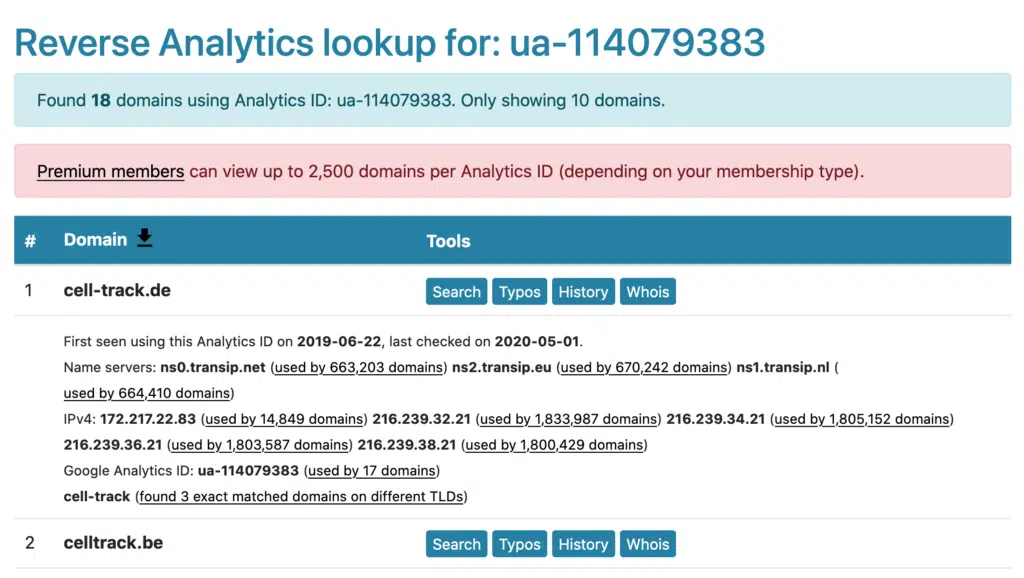 Reverse Analytics lookup for: ua-114079383
Found 18 domains using Analytics ID: ua-114079383. Only showing 10 domains.
Premium members can view up to 2,500 domains per Analytics ID (depending on your membership type).
# Domain Tools
1 cell-track.de Search Typos History Whois
First seen using this Analytics ID on 2019-06-22, last checked on 2020-05-01.
Name servers: ns0.transip.net (used by 663,203 domains) ns2.transip.eu (used by 670,242 domains) ns1.transip.nl (
used by 664,410 domains)
IPv4: 172.217.22.83 (used by 14,849 domains) 216.239.32.21 (used by 1,833,987 domains) 216.239.34.21 (used by 1,805,152 domains)
216.239.36.21 (used by 1,803,587 domains) 216.239.38.21 (used by 1,800,429 domains)
Google Analytics ID: ua-114079383 (used by 17 domains)
cell-track (found 3 exact matched domains on different TLDs)
2 celltrack.be Search Typos History Whois